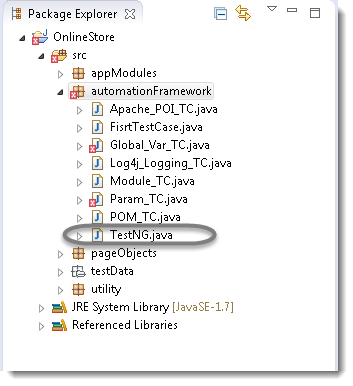 Package Explorer
OnlineStore
src
appModules
automationFramework
Apache_POI_TC.java
FisrtTestCase.java
Global_Var_TC.java
Log4j_Logging_TC.java
Module_TC.java
Param_TC.java
POM_TC.java
TestNG.java
pageObjects
testData
utility
JRE System Library [JavaSE-1.7]
Referenced Libraries